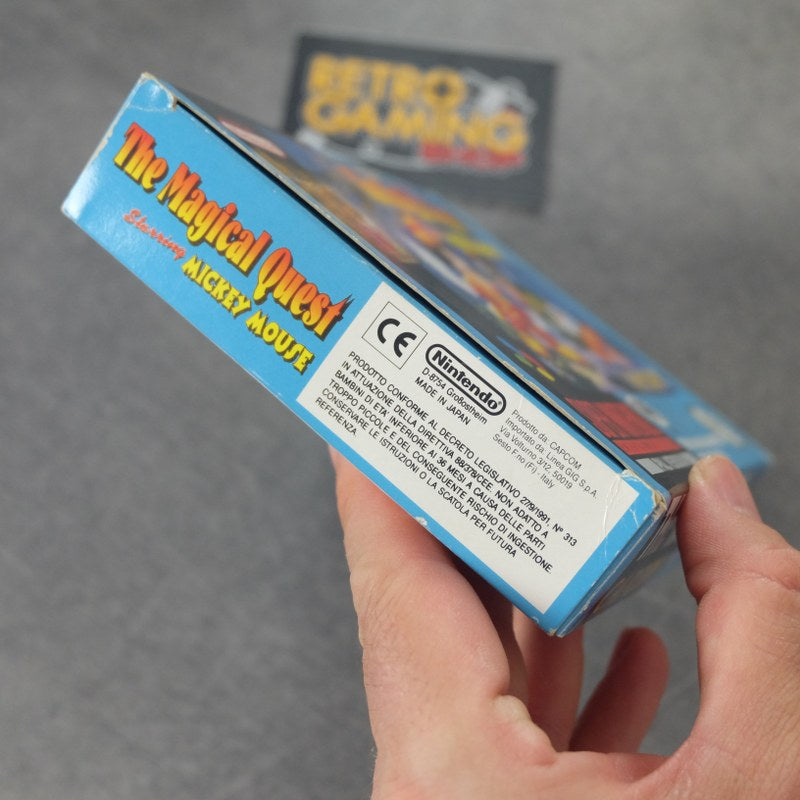 RETRO
GAMING
The Magical Quest
Starring
MICKEY MOUSE
CE
Nintendo
D-8754 Großostheim
MADE IN JAPAN
Prodotto da: CAPCOM
Importato da: Linea GIG S.p.A.
Via Volturno 3/12, 50019
Sesto F.no (Fi) - Italy
PRODOTTO CONFORME AL DECRETO LEGISLATIVO 27/9/1991, N° 313
IN ATTUAZIONE DELLA DIRETTIVA 88/378/CEE. NON ADATTO A
BAMBINI DI ETA' INFERIORE AI 36 MESI A CAUSA DELLE PARTI
TROPPO PICCOLE E DEL CONSEGUENTE RISCHIO DI INGESTIONE.
CONSERVARE LE ISTRUZIONI O LA SCATOLA PER FUTURA
REFERENZA.